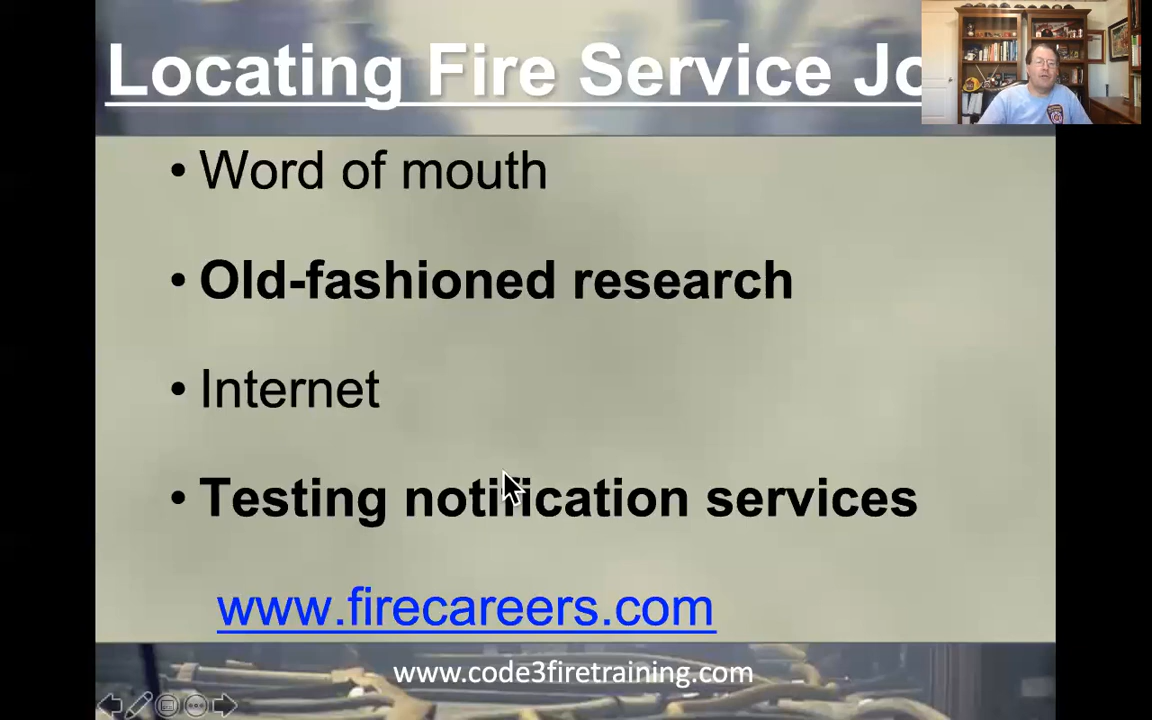 Locating Fire Service Jo
• Word of mouth
• Old-fashioned research
• Internet
• Testing notification services
www.firecareers.com
www.code3firetraining.com